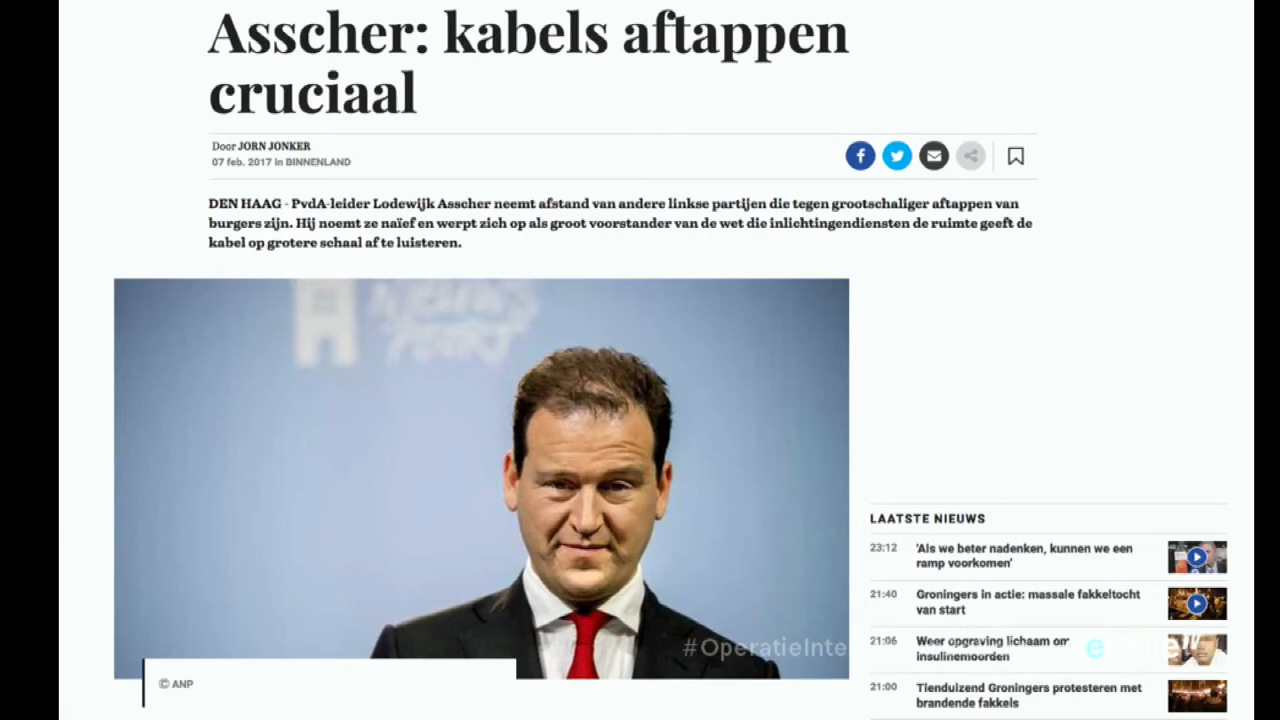 Asscher: kabels aftappen
cruciaal
Door JORN JONKER
07 feb. 2017 in BINNENLAND
DEN HAAG - PvdA-leider Lodewijk Asscher neemt afstand van andere linkse partijen die tegen grootschaliger aftappen van
burgers zijn. Hij noemt ze naïef en werpt zich op als groot voorstander van de wet die inlichtingendiensten de ruimte geeft de
kabel op grotere schaal af te luisteren.
© ANP
#OperatieInte
LAATSTE NIEUWS
23:12 'Als we beter nadenken, kunnen we een
ramp voorkomen'
21:40 Groningers in actie: massale fakkeltocht
van start
21:06 Weer opgraving lichaam om
insulinemoorden
21:00 Tienduizend Groningers protesteren met
brandende fakkels